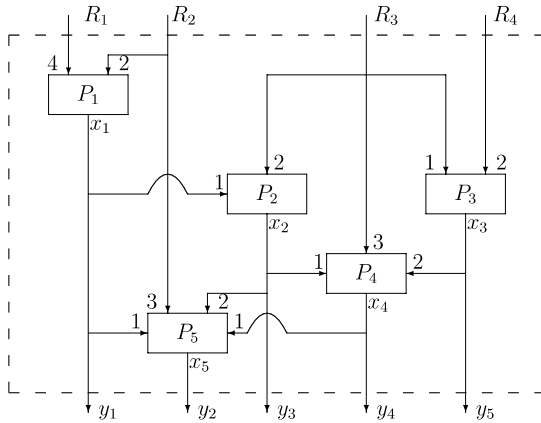 R₁ R₂ R₃ R₄
4 2
P₁
x₁
2 1 2
1 P₂ P₃
x₂ x₃
3
1 P₄ 2
x₄
3 2
1 P₅ 1
x₅
y₁ y₂ y₃ y₄ y₅